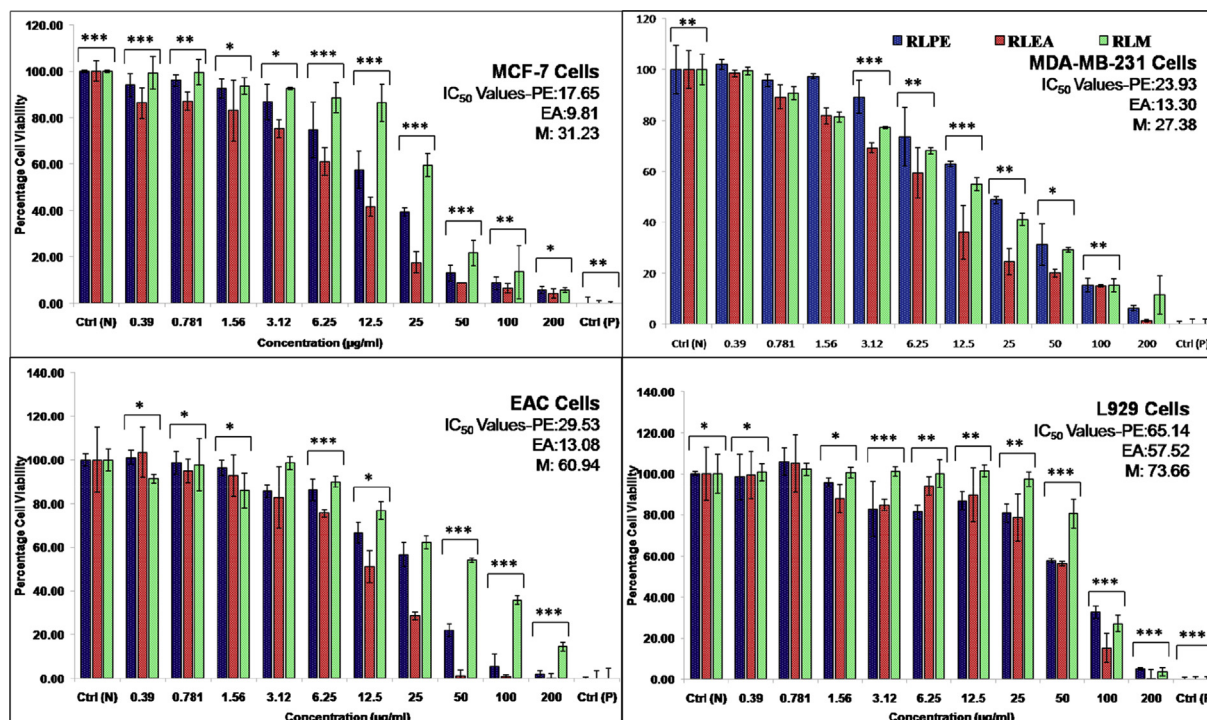 120.00
100.00
80.00
60.00
40.00
20.00
0.00
Percentage Cell Viability
*** *** ** * * *** *** *** *** ** * **
MCF-7 Cells
IC50 Values-PE:17.65
EA:9.81
M: 31.23
Ctrl (N) 0.39 0.781 1.56 3.12 6.25 12.5 25 50 100 200 Ctrl (P)
Concentration (µg/ml)
120
100
80
60
40
20
0
** *** ** *** ** * **
RLPE RLEA RLM
MDA-MB-231 Cells
IC50 Values-PE:23.93
EA:13.30
M: 27.38
Ctrl (N) 0.39 0.781 1.56 3.12 6.25 12.5 25 50 100 200 Ctrl (P)
140.00
120.00
100.00
80.00
60.00
40.00
20.00
0.00
Percentage Cell Viability
* * * *** * *** *** ***
EAC Cells
IC50 Values-PE:29.53
EA:13.08
M: 60.94
Ctrl (N) 0.39 0.781 1.56 3.12 6.25 12.5 25 50 100 200 Ctrl (P)
Concentration (µg/ml)
140.00
120.00
100.00
80.00
60.00
40.00
20.00
0.00
Percentage Cell Viability
* * * *** ** ** ** *** *** *** ***
L929 Cells
IC50 Values-PE:65.14
EA:57.52
M: 73.66
Ctrl (N) 0.39 0.781 1.56 3.12 6.25 12.5 25 50 100 200 Ctrl (P)
Concentration (µg/ml)